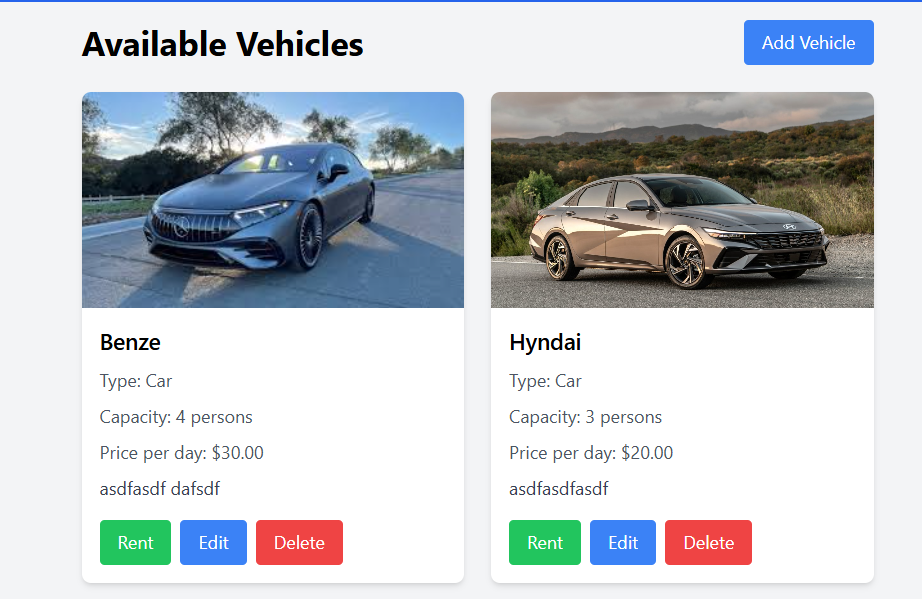 Available Vehicles
Add Vehicle
Benze
Type: Car
Capacity: 4 persons
Price per day: $30.00
asdfasdf dafsdf
Rent Edit Delete
Hyndai
Type: Car
Capacity: 3 persons
Price per day: $20.00
asdfasdfasdf
Rent Edit Delete